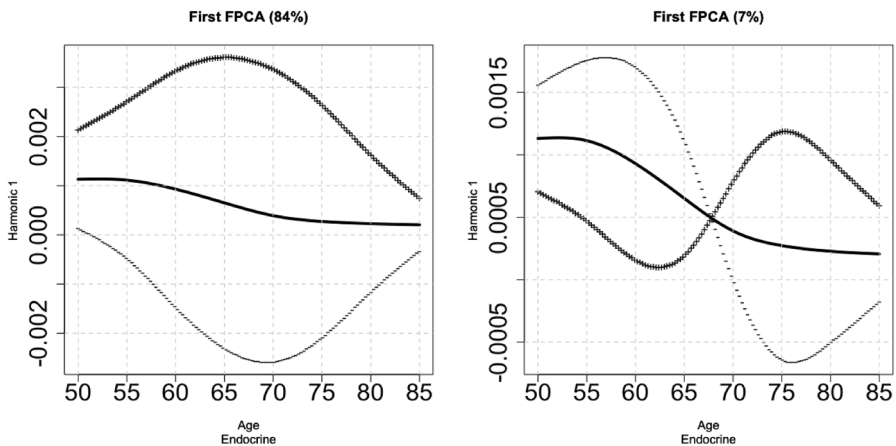 First FPCA (84%)
Harmonic 1
0.002
0.000
-0.002
50 55 60 65 70 75 80 85
Age
Endocrine
First FPCA (7%)
Harmonic 1
0.0015
0.0005
-0.0005
50 55 60 65 70 75 80 85
Age
Endocrine